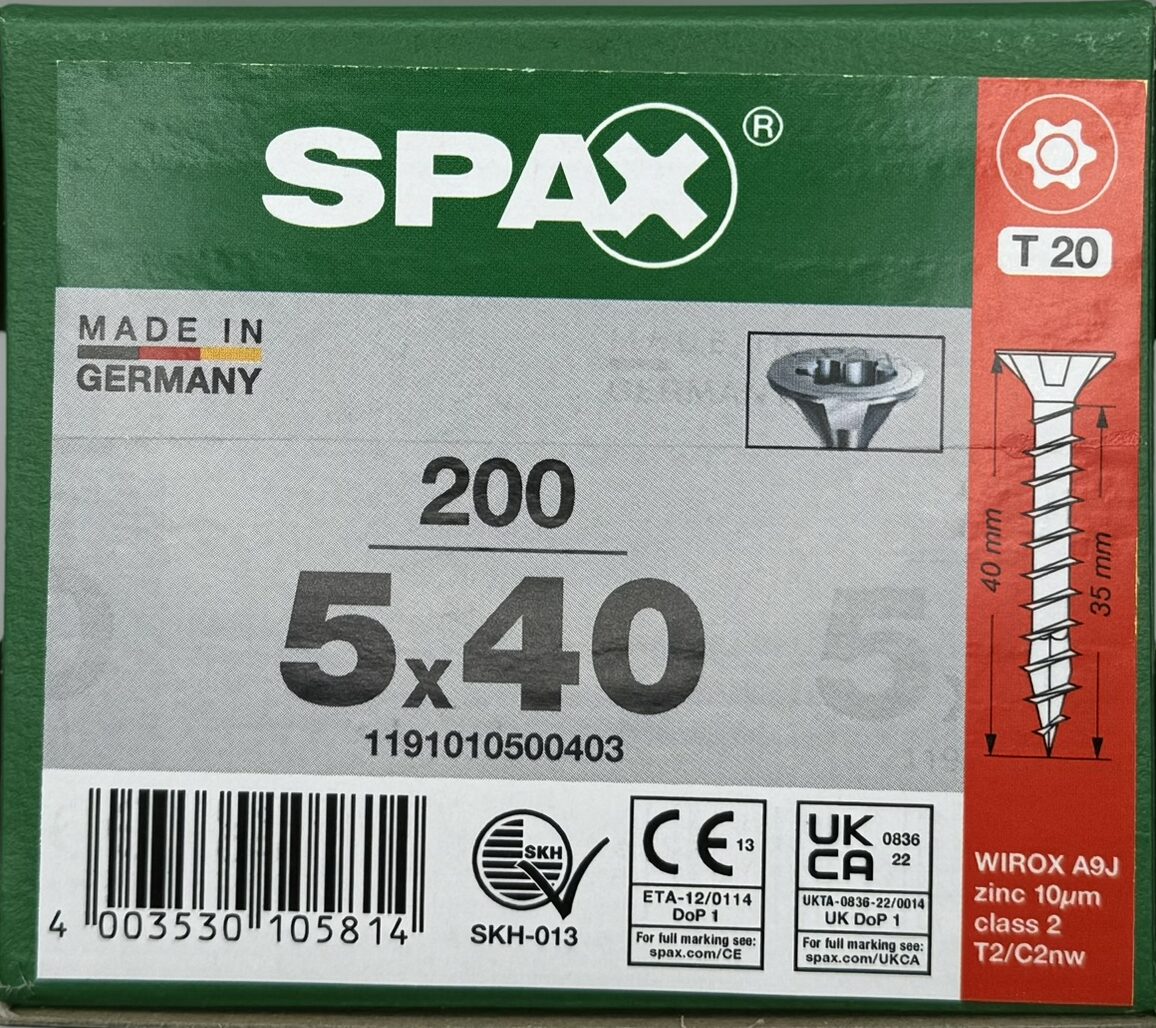 SPAX®
T 20
MADE IN
GERMANY
200
5x40
1191010500403
40 mm
35 mm
4 003530 105814
SKH
SKH-013
CE 13
ETA-12/0114
DoP 1
For full marking see:
spax.com/CE
UK
CA
0836
22
UKTA-0836-22/0014
UK DoP 1
For full marking see:
spax.com/UKCA
WIROX A9J
zinc 10µm
class 2
T2/C2nw